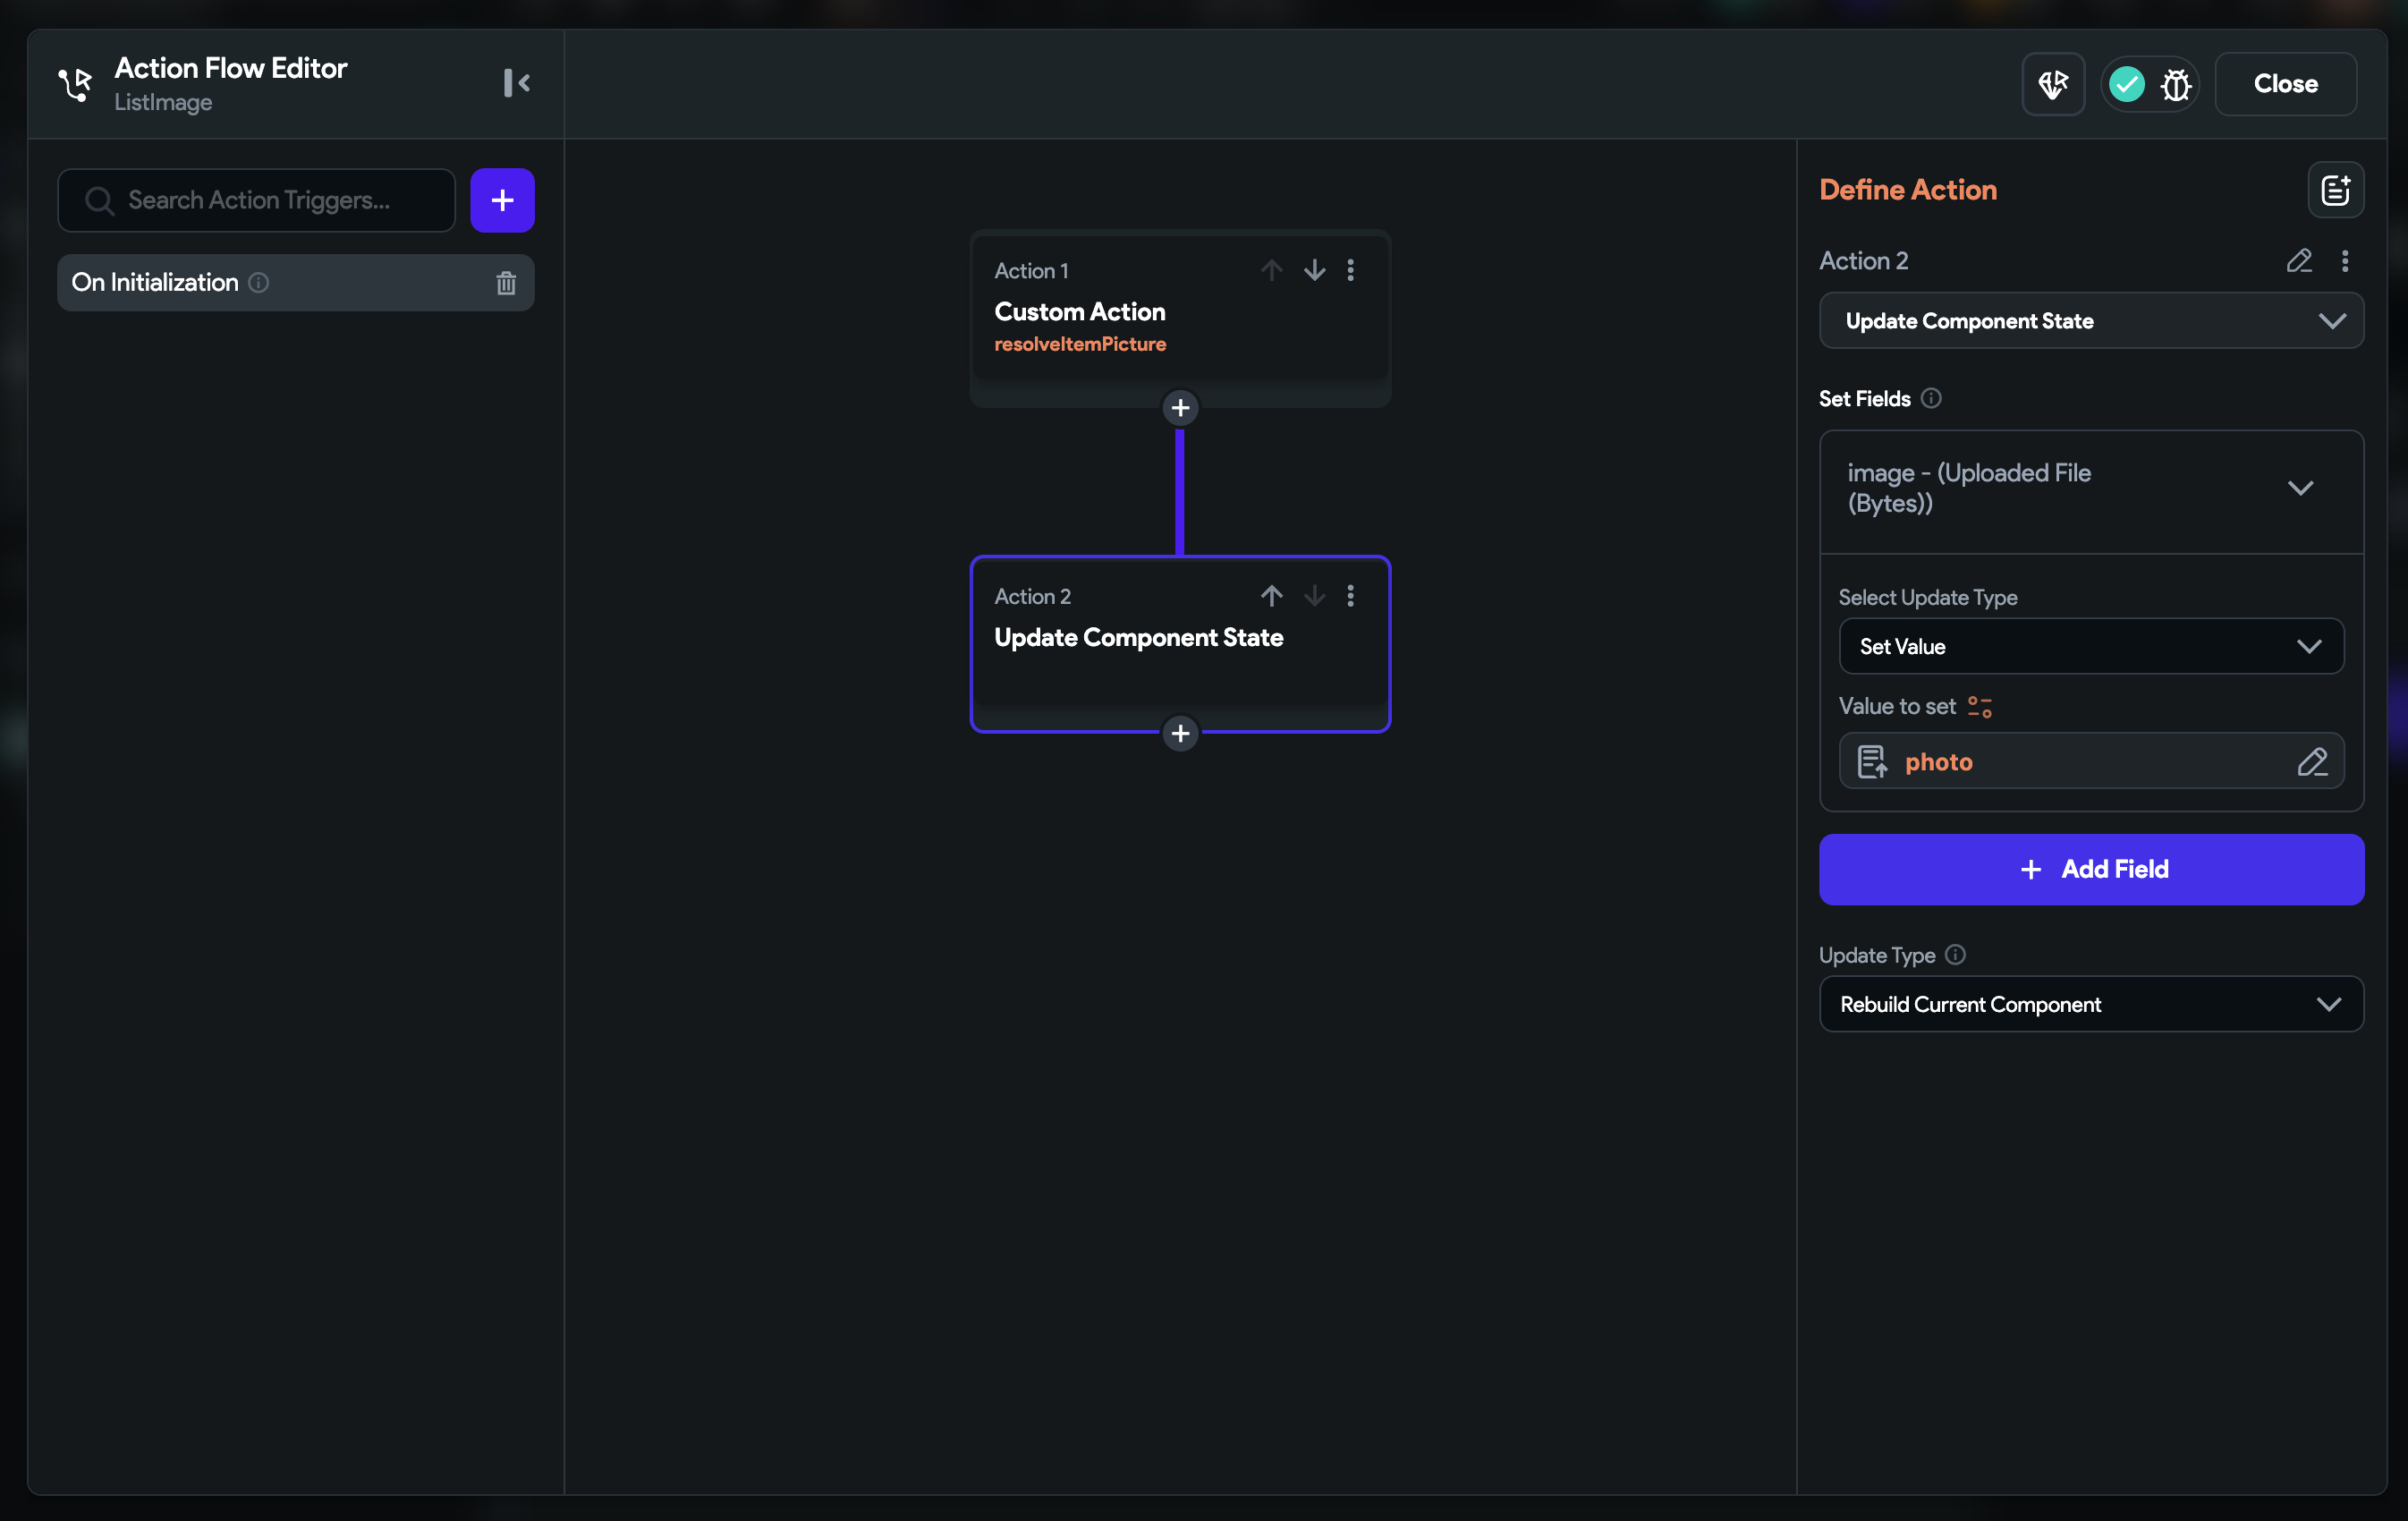 Action Flow Editor
ListImage
Close
Search Action Triggers...
On Initialization
Action 1
Custom Action
resolveItemPicture
Action 2
Update Component State
Define Action
Action 2
Update Component State
Set Fields
image - (Uploaded File
(Bytes))
Select Update Type
Set Value
Value to set
photo
Add Field
Update Type
Rebuild Current Component